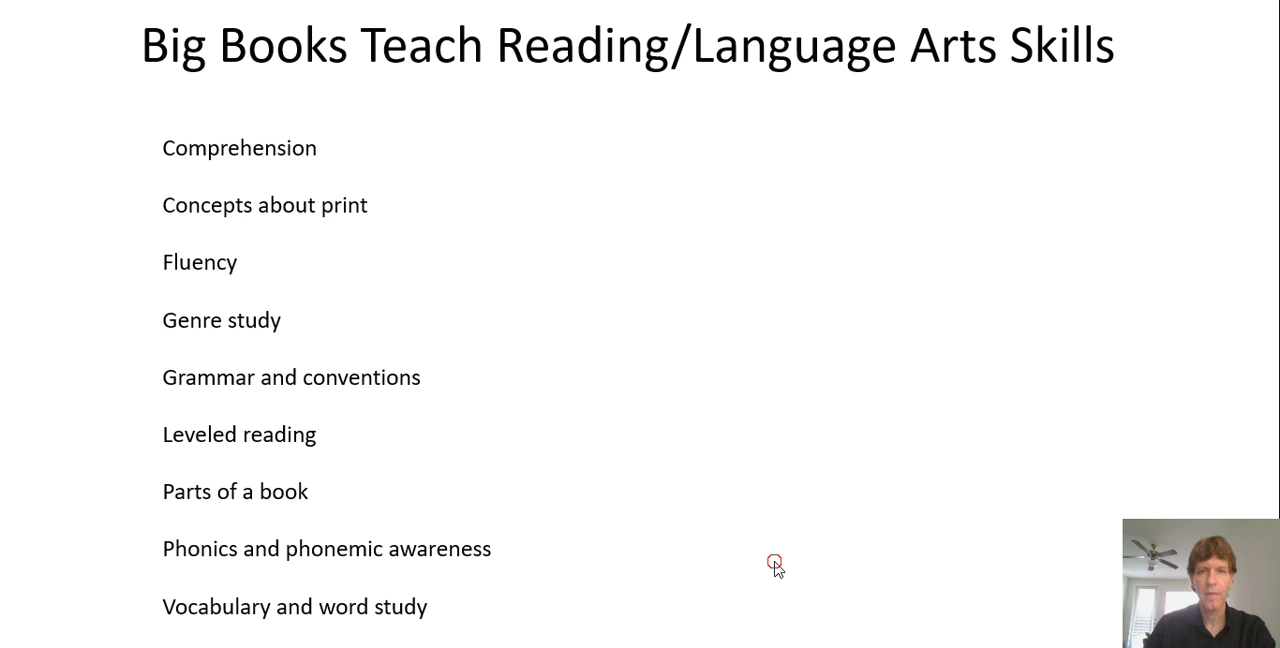 Big Books Teach Reading/Language Arts Skills
Comprehension
Concepts about print
Fluency
Genre study
Grammar and conventions
Leveled reading
Parts of a book
Phonics and phonemic awareness
Vocabulary and word study